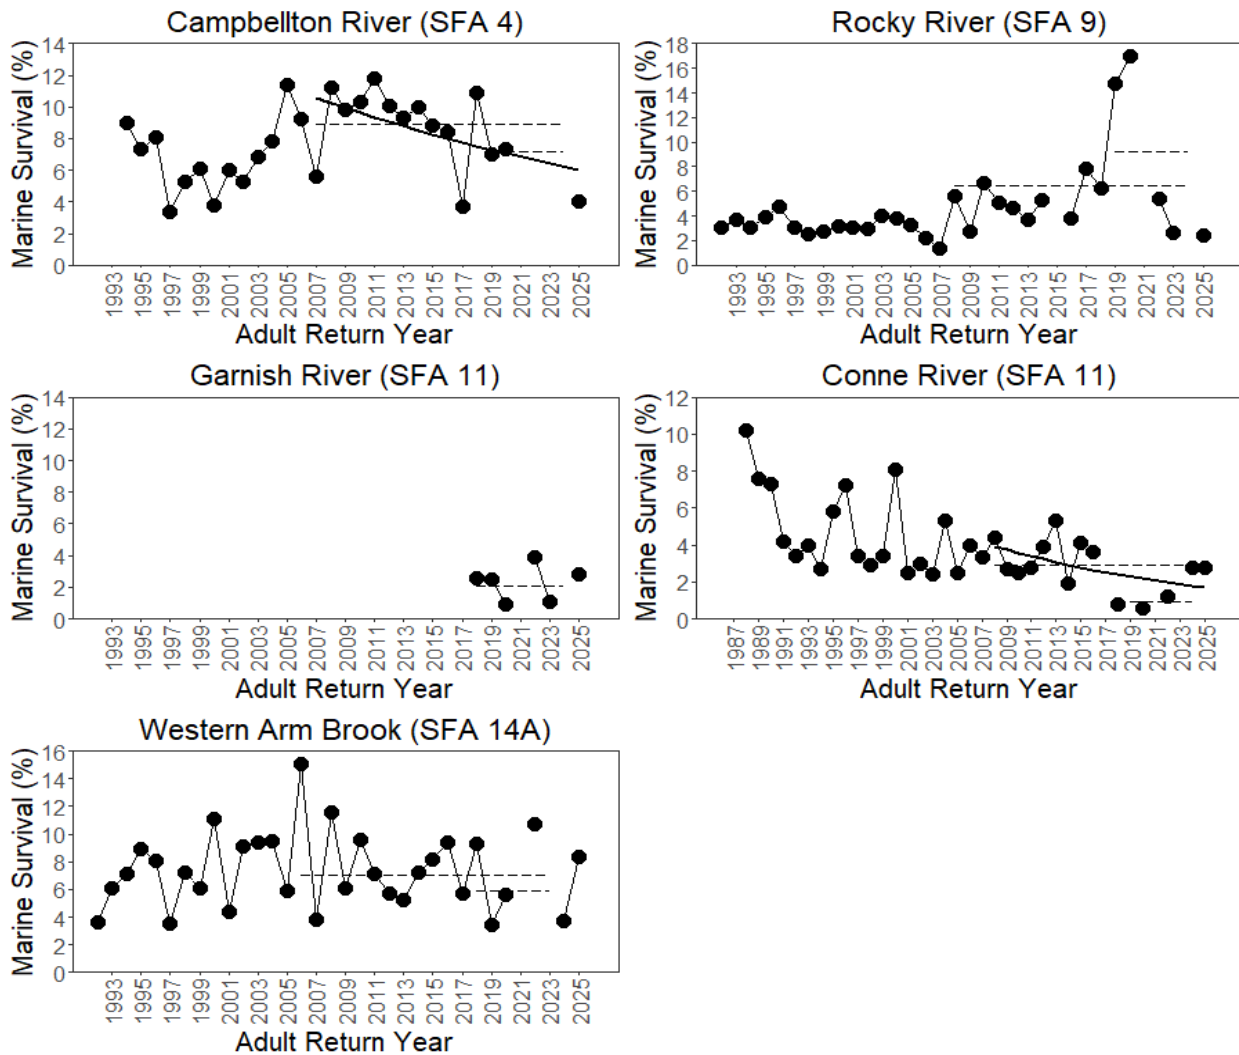 Campbellton River (SFA 4)
Marine Survival (%)
14
12
10
8
6
4
2
0
1993 1995 1997 1999 2001 2003 2005 2007 2009 2011 2013 2015 2017 2019 2021 2023 2025
Adult Return Year
Rocky River (SFA 9)
Marine Survival (%)
18
16
14
12
10
8
6
4
2
0
1993 1995 1997 1999 2001 2003 2005 2007 2009 2011 2013 2015 2017 2019 2021 2023 2025
Adult Return Year
Garnish River (SFA 11)
Marine Survival (%)
14
12
10
8
6
4
2
0
1993 1995 1997 1999 2001 2003 2005 2007 2009 2011 2013 2015 2017 2019 2021 2023 2025
Adult Return Year
Conne River (SFA 11)
Marine Survival (%)
12
10
8
6
4
2
0
1987 1989 1991 1993 1995 1997 1999 2001 2003 2005 2007 2009 2011 2013 2015 2017 2019 2021 2023 2025
Adult Return Year
Western Arm Brook (SFA 14A)
Marine Survival (%)
16
14
12
10
8
6
4
2
0
1993 1995 1997 1999 2001 2003 2005 2007 2009 2011 2013 2015 2017 2019 2021 2023 2025
Adult Return Year